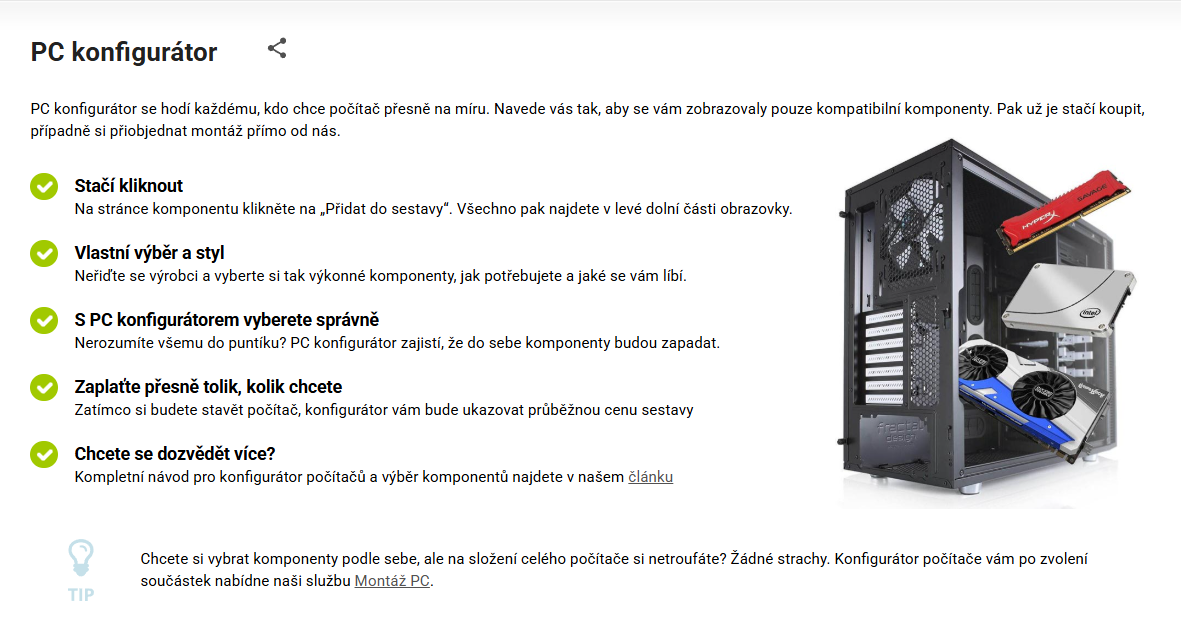 PC konfigurátor
PC konfigurátor se hodí každému, kdo chce počítač přesně na míru. Navede vás tak, aby se vám zobrazovaly pouze kompatibilní komponenty. Pak už je stačí koupit,
případně si přiobjednat montáž přímo od nás.
Stačí kliknout
Na stránce komponentu klikněte na „Přidat do sestavy“. Všechno pak najdete v levé dolní části obrazovky.
Vlastní výběr a styl
Neřiďte se výrobci a vyberte si tak výkonné komponenty, jak potřebujete a jaké se vám líbí.
S PC konfigurátorem vyberete správně
Nerozumíte všemu do puntíku? PC konfigurátor zajistí, že do sebe komponenty budou zapadat.
Zaplaťte přesně tolik, kolik chcete
Zatímco si budete stavět počítač, konfigurátor vám bude ukazovat průběžnou cenu sestavy
Chcete se dozvědět více?
Kompletní návod pro konfigurátor počítačů a výběr komponentů najdete v našem článku
HYPERX SAVAGE
intel
fractal
design
TIP
Chcete si vybrat komponenty podle sebe, ale na složení celého počítače si netroufáte? Žádné strachy. Konfigurátor počítače vám po zvolení
součástek nabídne naši službu Montáž PC.